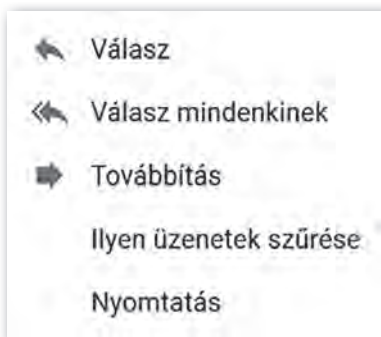 Válasz
Válasz mindenkinek
Továbbítás
Ilyen üzenetek szűrése
Nyomtatás